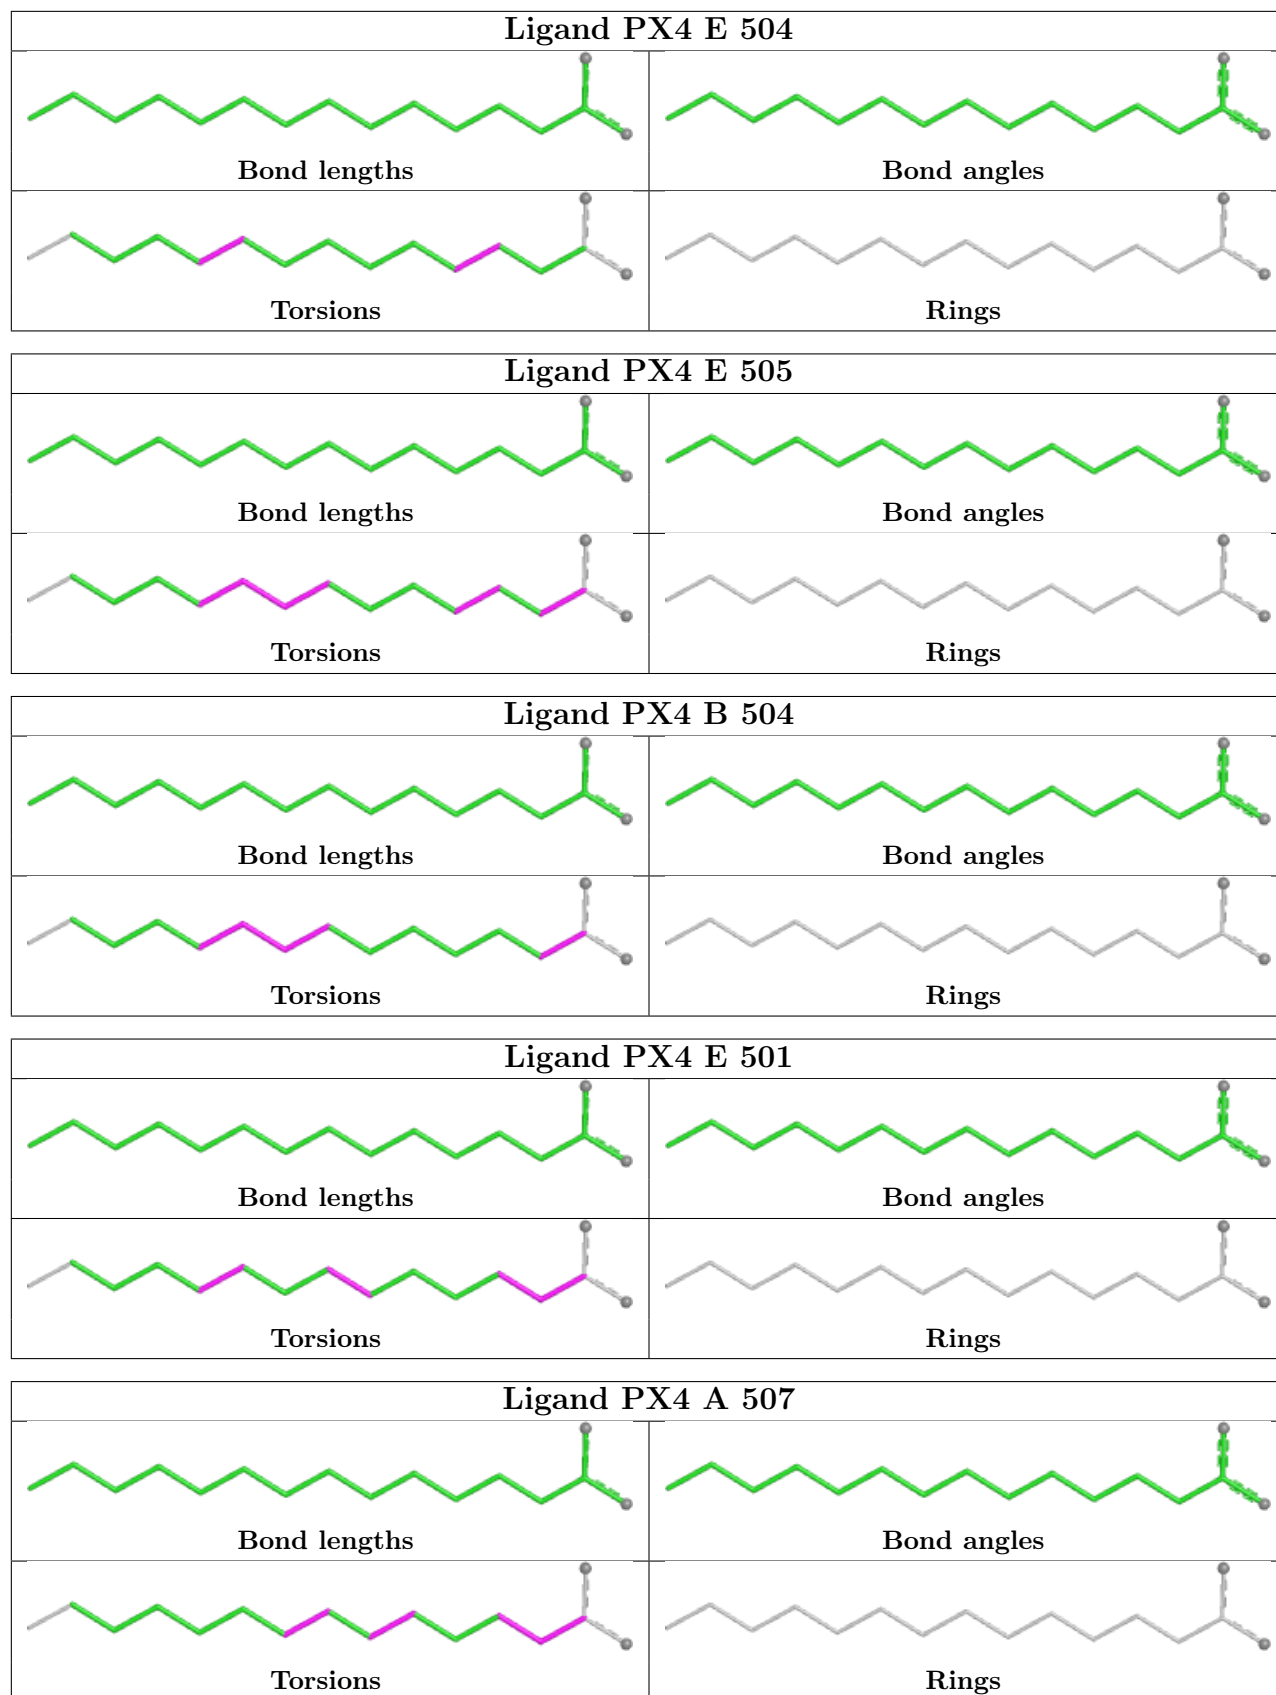 Ligand PX4 E 504
Bond lengths
Bond angles
Torsions
Rings
Ligand PX4 E 505
Bond lengths
Bond angles
Torsions
Rings
Ligand PX4 B 504
Bond lengths
Bond angles
Torsions
Rings
Ligand PX4 E 501
Bond lengths
Bond angles
Torsions
Rings
Ligand PX4 A 507
Bond lengths
Bond angles
Torsions
Rings